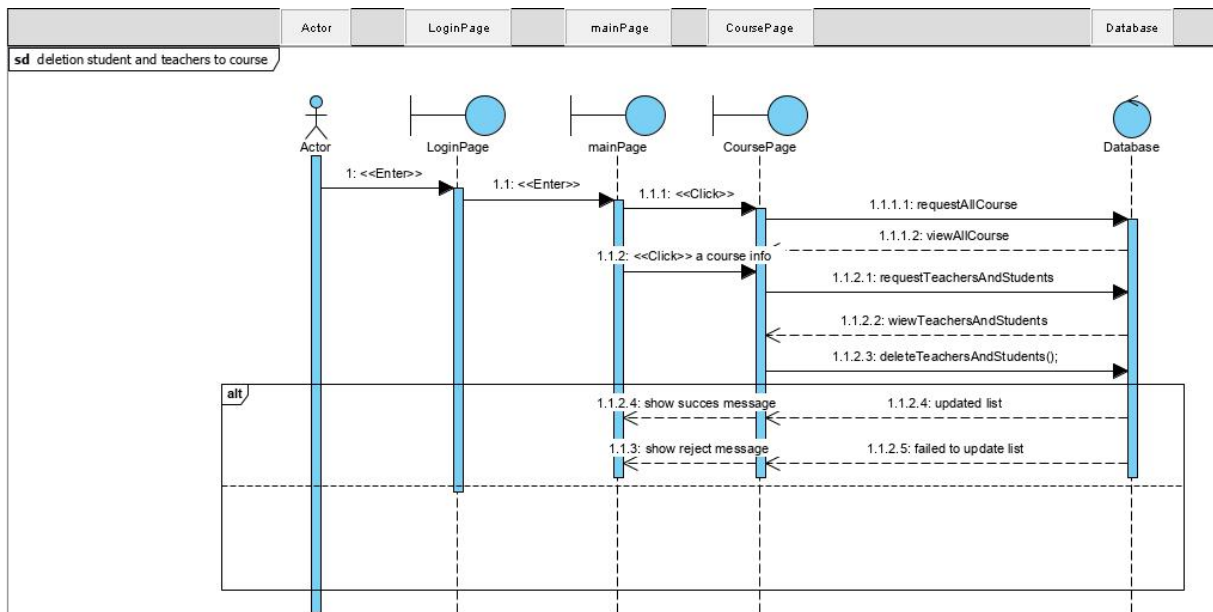 Actor LoginPage mainPage CoursePage Database
sd deletion student and teachers to course
Actor LoginPage mainPage CoursePage Database
1: <<Enter>>
1.1: <<Enter>>
1.1.1: <<Click>>
1.1.1.1: requestAllCourse
1.1.1.2: viewAllCourse
1.1.2: <<Click>> a course info
1.1.2.1: requestTeachersAndStudents
1.1.2.2: wiewTeachersAndStudents
1.1.2.3: deleteTeachersAndStudents();
alt
1.1.2.4: show succes message 1.1.2.4: updated list
1.1.3: show reject message 1.1.2.5: failed to update list